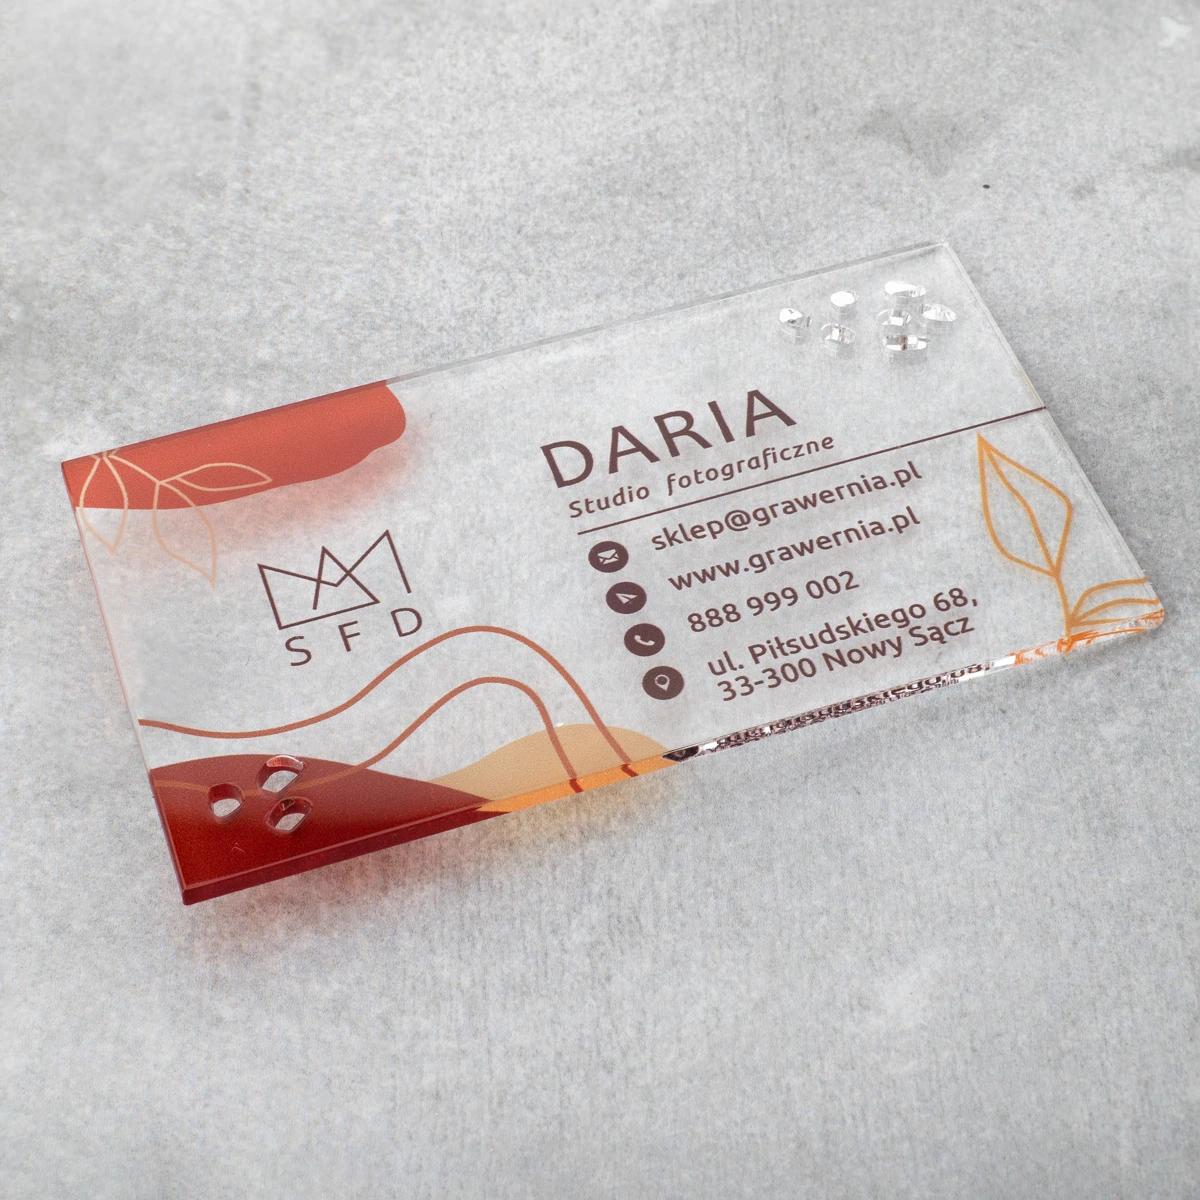 DARIA
Studio fotograficzne
sklep@grawernia.pl
www.grawernia.pl
888 999 002
ul. Piłsudskiego 68,
33-300 Nowy Sącz
S F D